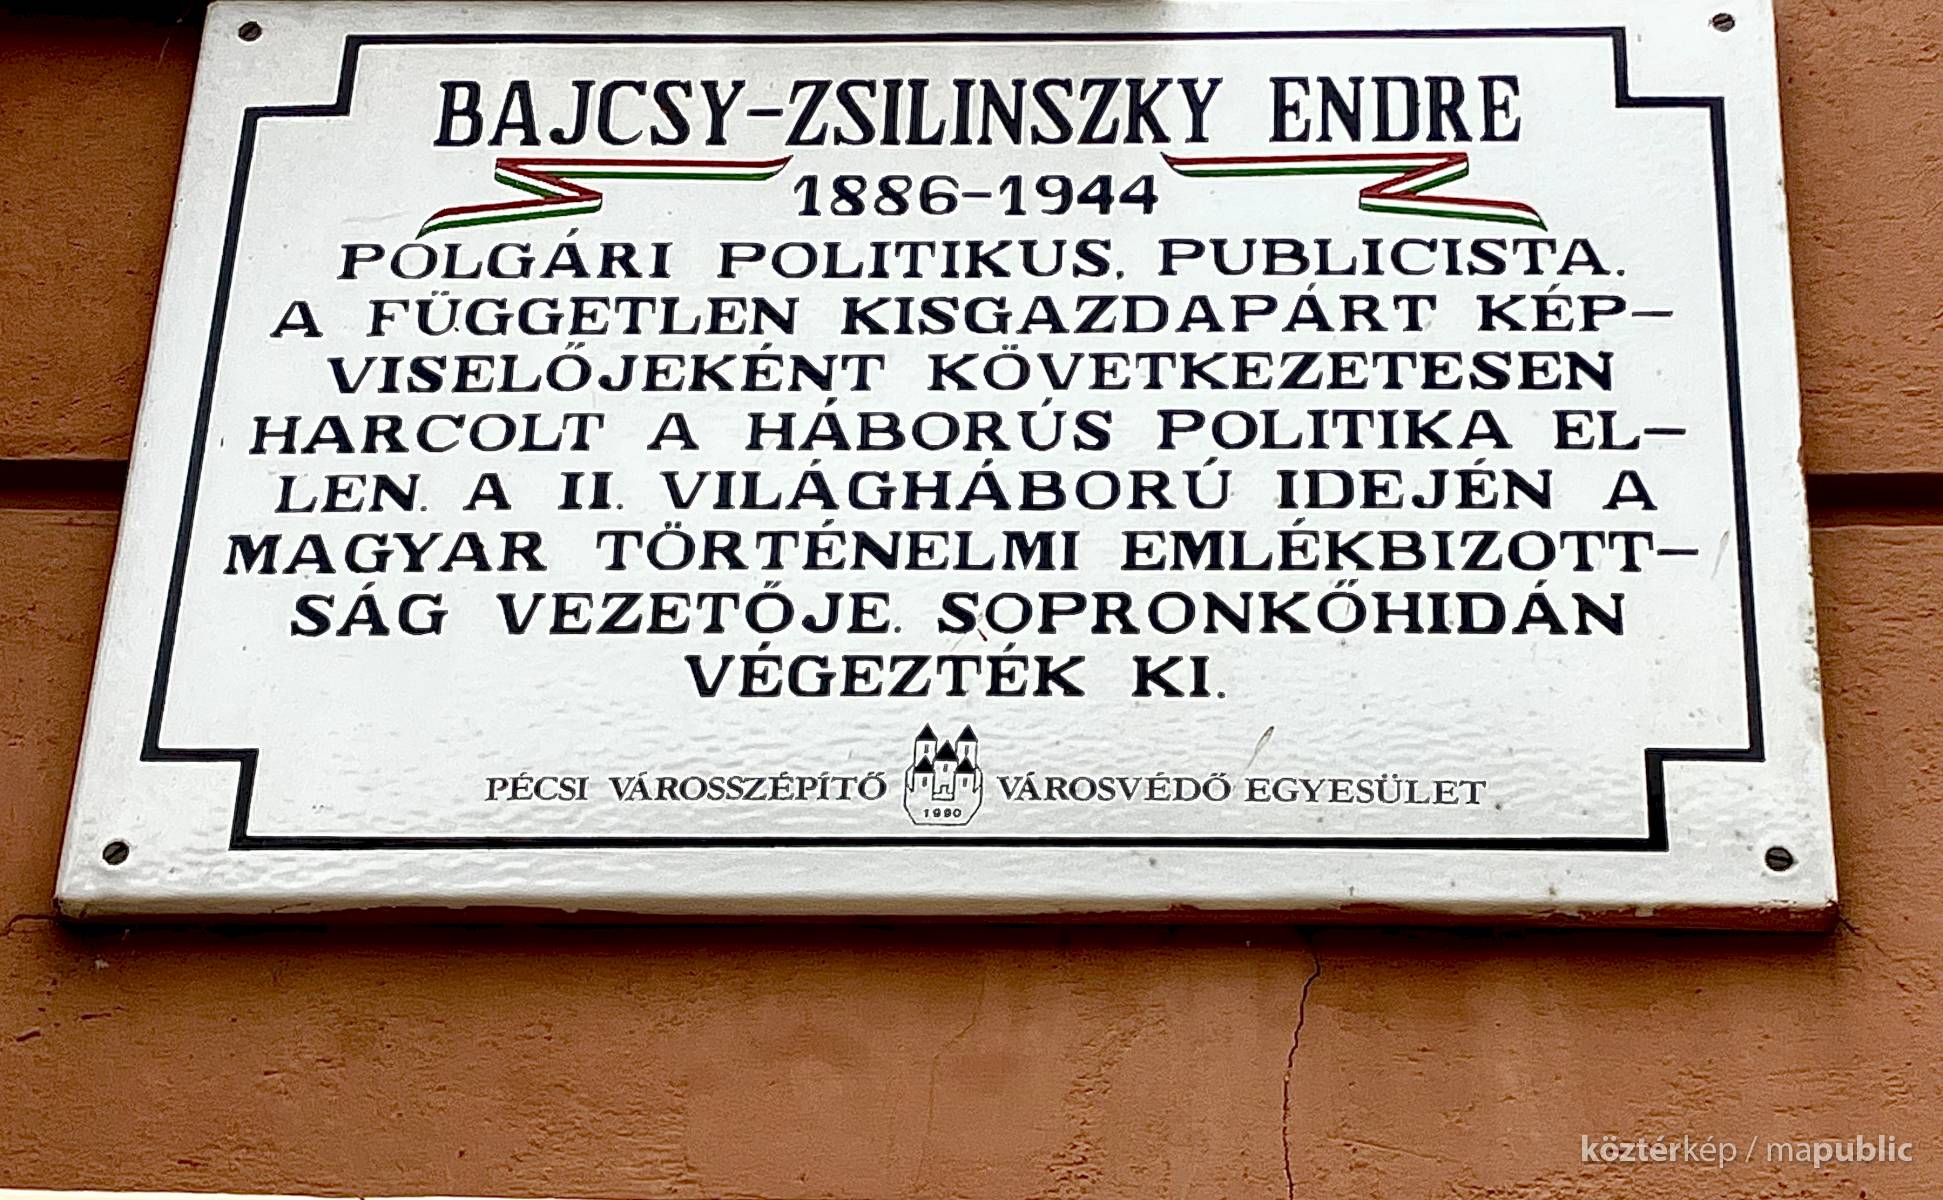 BAJCSY-ZSILINSZKY ENDRE
1886-1944
POLGÁRI POLITIKUS, PUBLICISTA.
A FÜGGETLEN KISGAZDAPÁRT KÉP-
VISELŐJEKÉNT KÖVETKEZETESEN
HARCOLT A HÁBORÚS POLITIKA EL-
LEN. A II. VILÁGHÁBORÚ IDEJÉN A
MAGYAR TÖRTÉNELMI EMLÉKBIZOTT-
SÁG VEZETŐJE. SOPRONKŐHIDÁN
VÉGEZTÉK KI.
PÉCSI VÁROSSZÉPÍTŐ VÁROSVÉDŐ EGYESÜLET
1990
köztérkép / mapublic